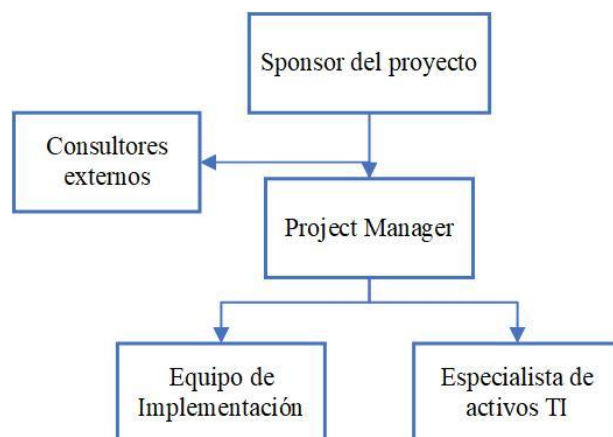 Sponsor del proyecto
Consultores
externos
Project Manager
Equipo de
Implementación
Especialista de
activos TI